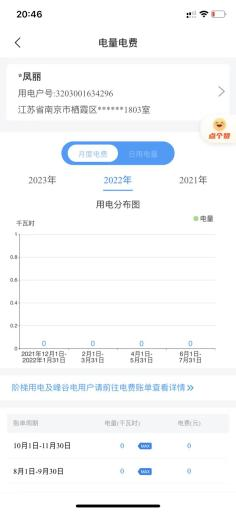 20:46
电量电费
*凤丽
用电户号:3203001634296
江苏省南京市栖霞区******1803室
点个赞
月度电费 日用电量
2023年 2022年 2021年
用电分布图
千瓦时 电量
1
0.8
0.6
0.4
0.2
0
0 0 0 0
2021年12月1日- 2月1日- 4月1日- 6月1日-
2022年1月31日 3月31日 5月31日 7月31日
阶梯用电及峰谷电用户请前往电费账单查看详情
账单周期 电量(千瓦时) 电费(元)
10月1日-11月30日 0 MAX 0
8月1日-9月30日 0 MAX 0